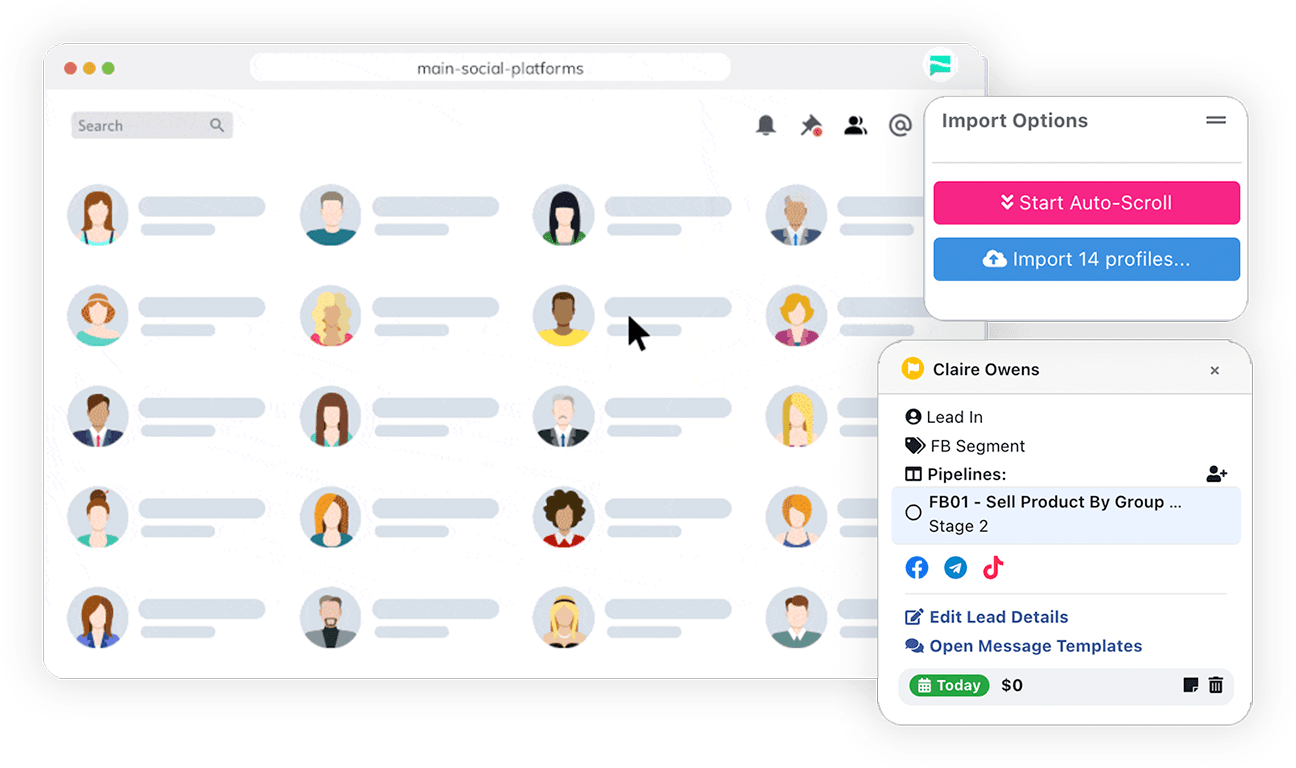 main-social-platforms
Search
Import Options
Start Auto-Scroll
Import 14 profiles...
Claire Owens
Lead In
FB Segment
Pipelines:
FB01 - Sell Product By Group ...
Stage 2
Edit Lead Details
Open Message Templates
Today $0